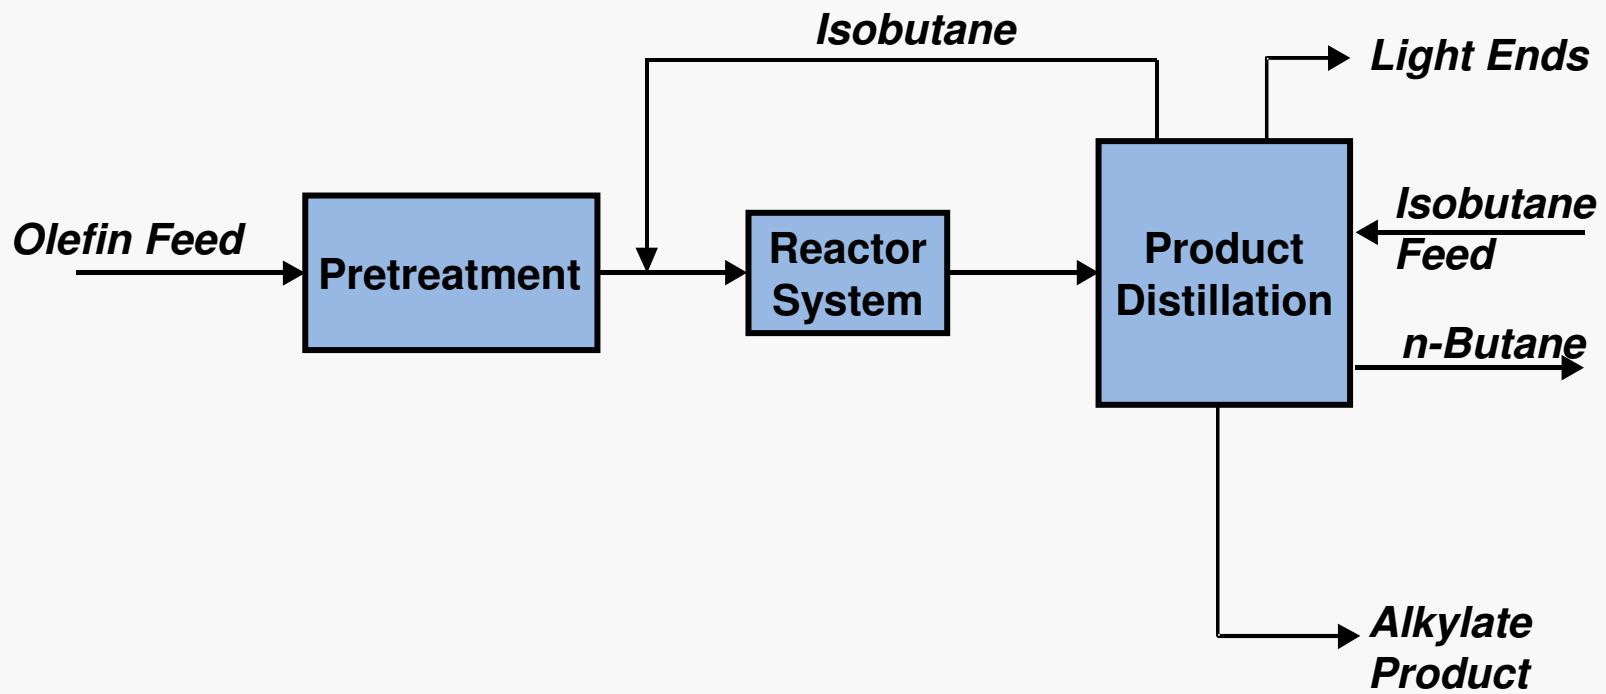 Isobutane
Light Ends
Olefin Feed
Pretreatment
Reactor
System
Product
Distillation
Isobutane
Feed
n-Butane
Alkylate
Product